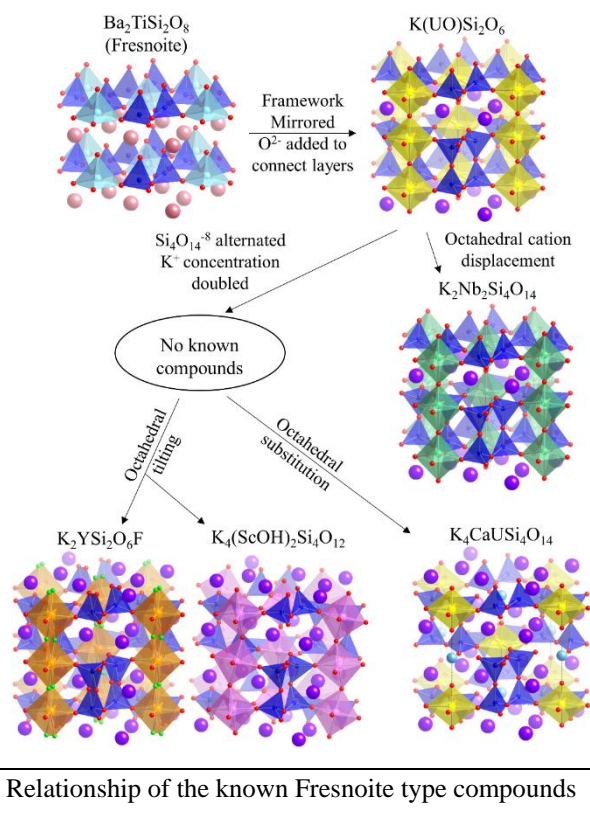 Ba₂TiSi₂O₈
(Fresnoite)
K(UO)Si₂O₆
Framework
Mirrored
O²⁻ added to
connect layers
Si₄O₁₄⁻⁸ alternated
K⁺ concentration
doubled
Octahedral cation
displacement
K₂Nb₂Si₄O₁₄
No known
compounds
Octahedral
tilting
Octahedral
substitution
K₂YSi₂O₆F
K₄(ScOH)₂Si₄O₁₂
K₄CaUSi₄O₁₄
Relationship of the known Fresnoite type compounds